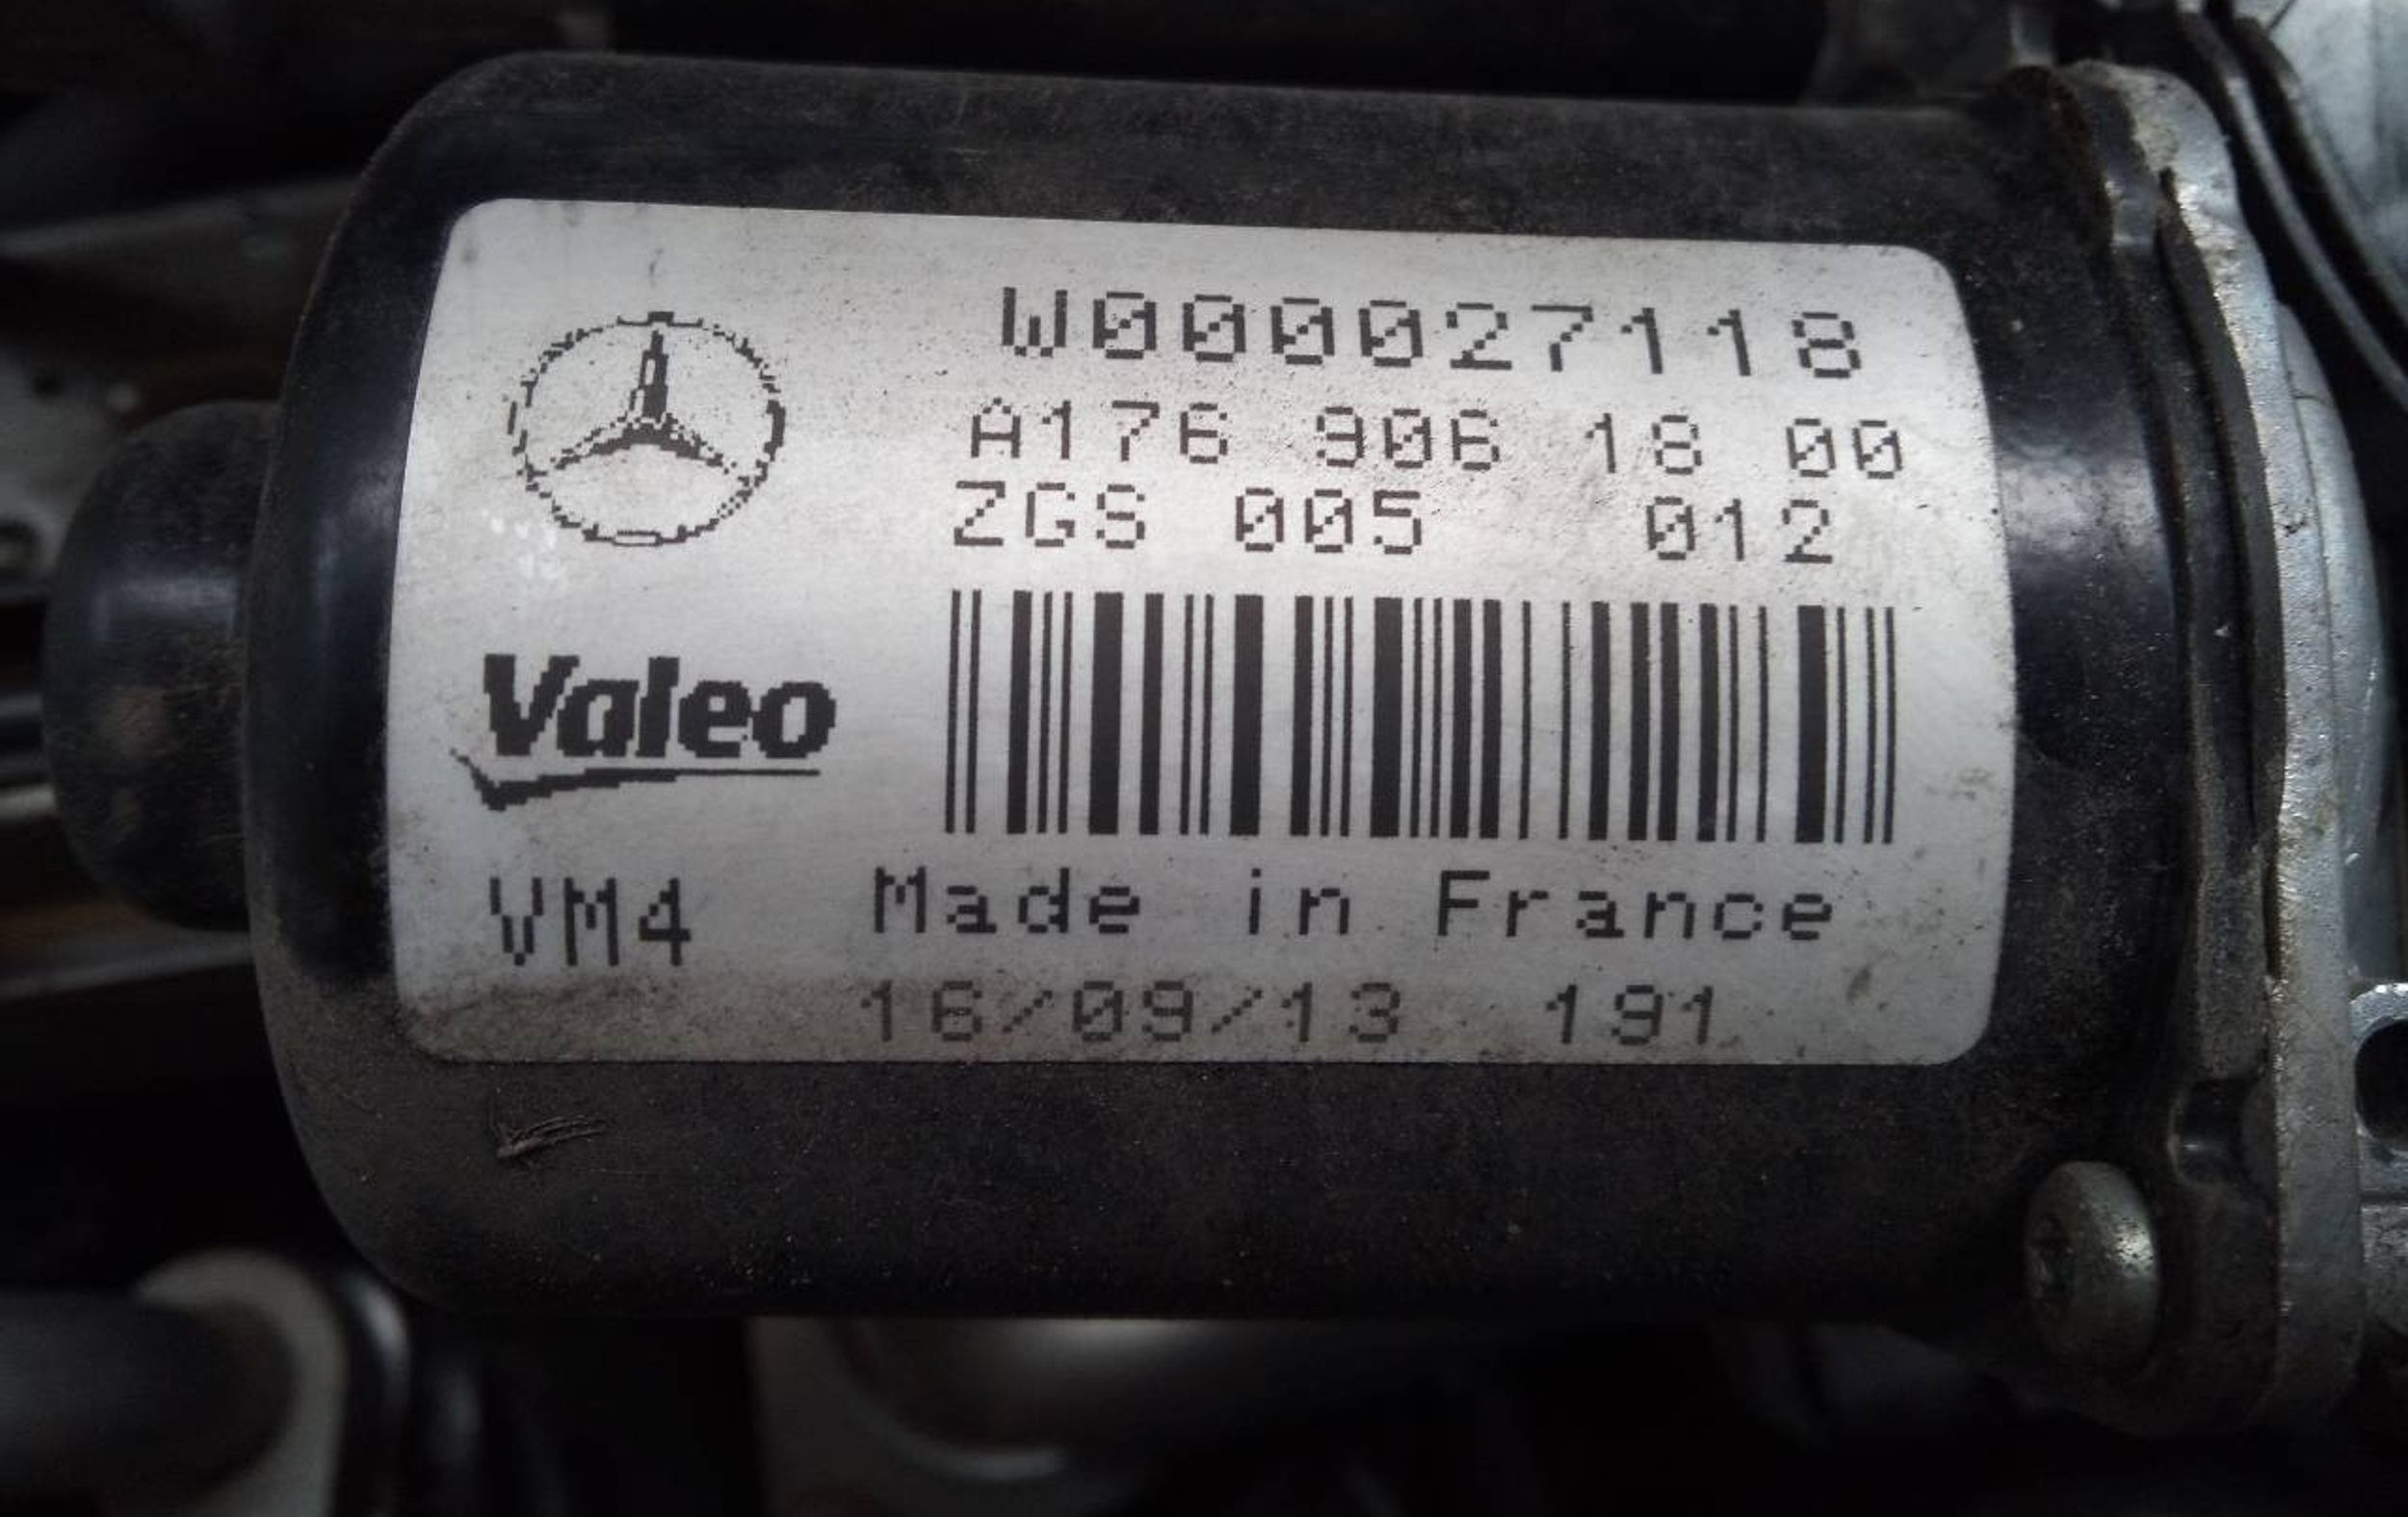 W000027118
A176 906 18 00
ZGS 005 012
Valeo
VM4 Made in France
16/09/13 191